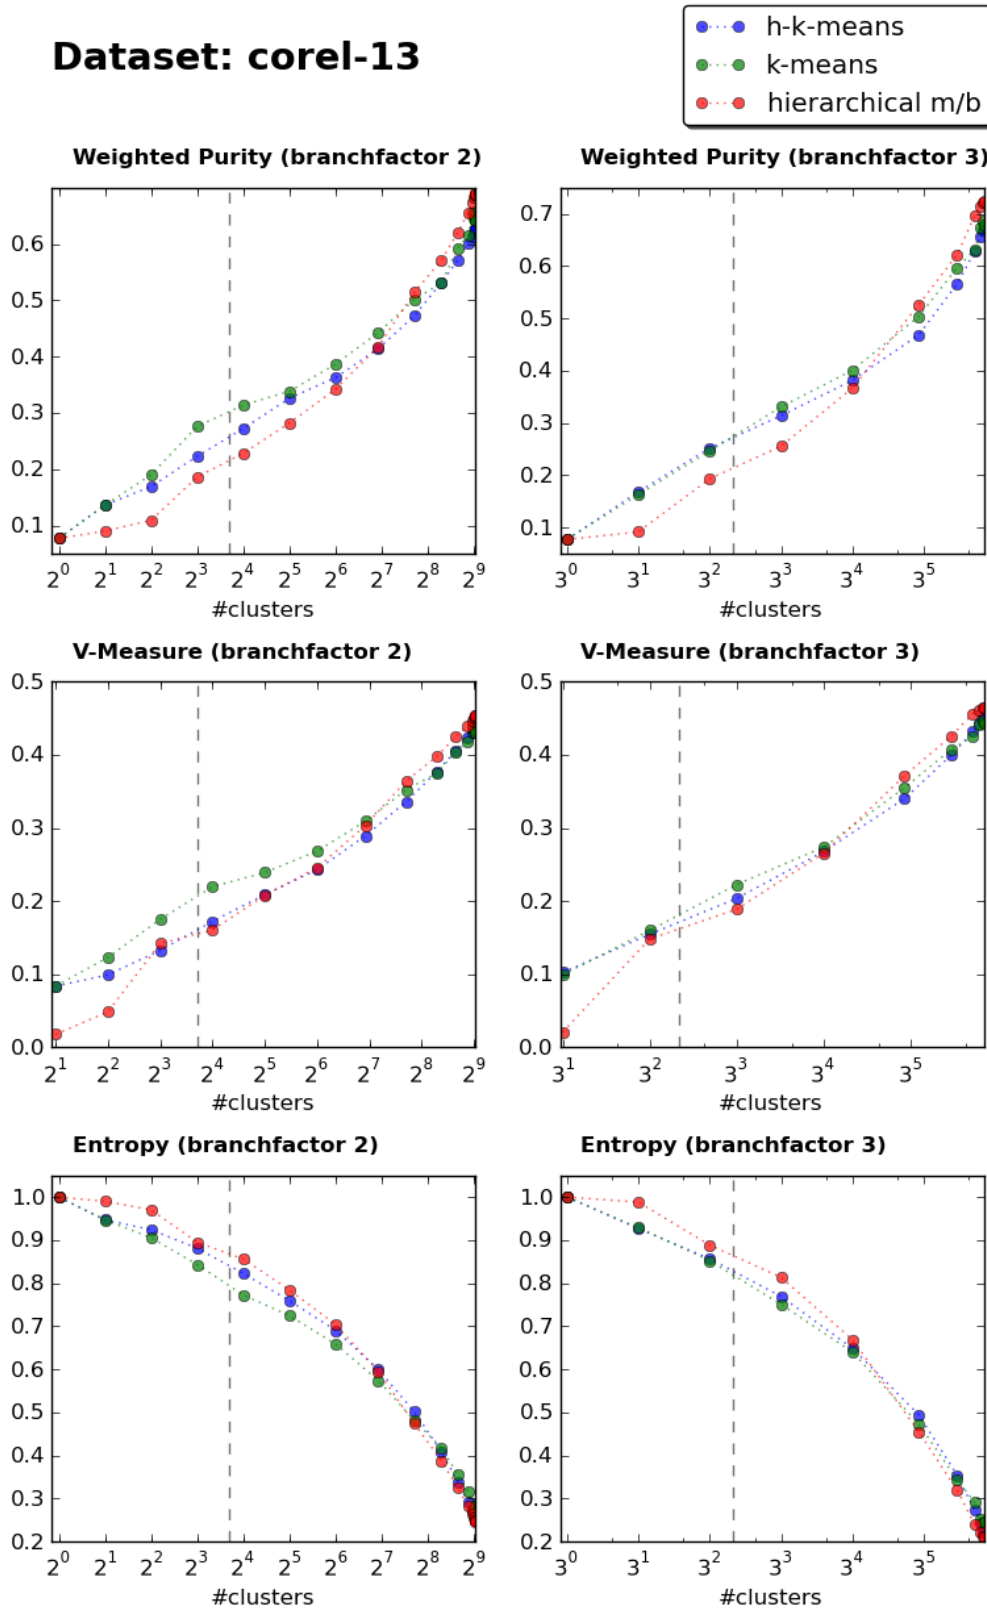 Dataset: corel-13
h-k-means
k-means
hierarchical m/b
Weighted Purity (branchfactor 2)
0.6
0.5
0.4
0.3
0.2
0.1
2^0 2^1 2^2 2^3 2^4 2^5 2^6 2^7 2^8 2^9
#clusters
Weighted Purity (branchfactor 3)
0.7
0.6
0.5
0.4
0.3
0.2
0.1
3^0 3^1 3^2 3^3 3^4 3^5
#clusters
V-Measure (branchfactor 2)
0.5
0.4
0.3
0.2
0.1
0.0
2^1 2^2 2^3 2^4 2^5 2^6 2^7 2^8 2^9
#clusters
V-Measure (branchfactor 3)
0.5
0.4
0.3
0.2
0.1
0.0
3^1 3^2 3^3 3^4 3^5
#clusters
Entropy (branchfactor 2)
1.0
0.9
0.8
0.7
0.6
0.5
0.4
0.3
0.2
2^0 2^1 2^2 2^3 2^4 2^5 2^6 2^7 2^8 2^9
#clusters
Entropy (branchfactor 3)
1.0
0.9
0.8
0.7
0.6
0.5
0.4
0.3
0.2
3^0 3^1 3^2 3^3 3^4 3^5
#clusters